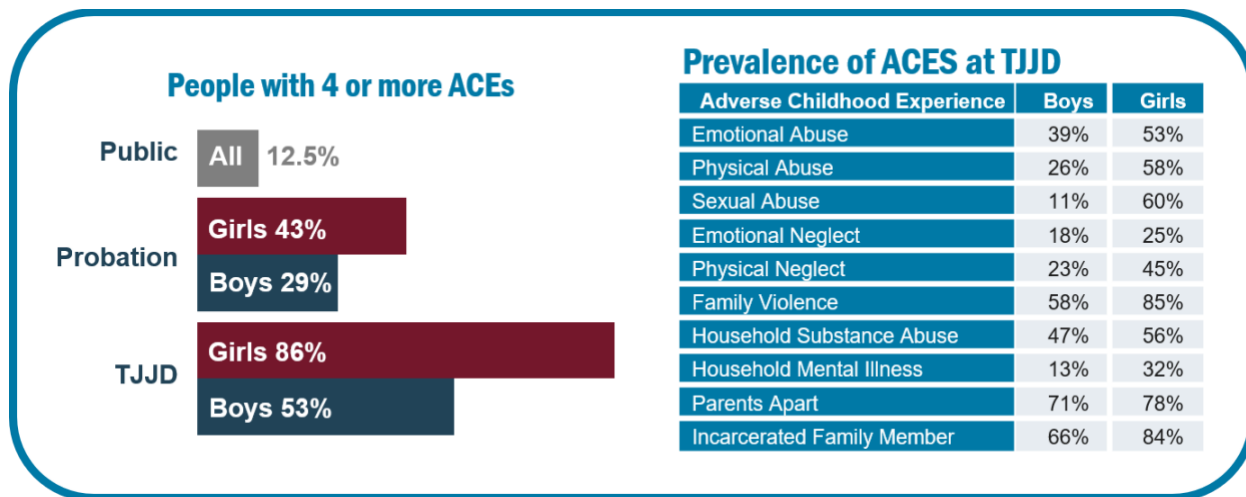 People with 4 or more ACEs
Public
All 12.5%
Probation
Girls 43%
Boys 29%
TJJD
Girls 86%
Boys 53%
Prevalence of ACES at TJJD
Adverse Childhood Experience Boys Girls
Emotional Abuse 39% 53%
Physical Abuse 26% 58%
Sexual Abuse 11% 60%
Emotional Neglect 18% 25%
Physical Neglect 23% 45%
Family Violence 58% 85%
Household Substance Abuse 47% 56%
Household Mental Illness 13% 32%
Parents Apart 71% 78%
Incarcerated Family Member 66% 84%